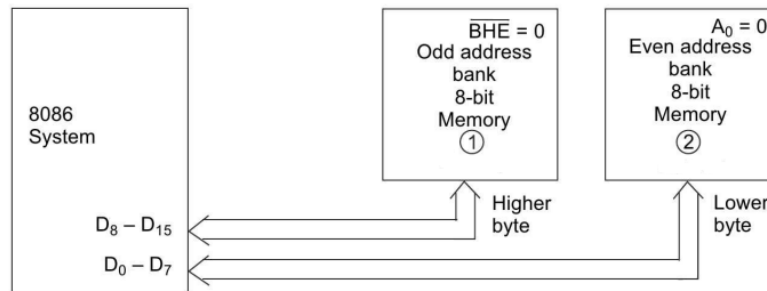 8086
System
D8 – D15
D0 – D7
BHE = 0
Odd address
bank
8-bit
Memory
1
Higher
byte
A0 = 0
Even address
bank
8-bit
Memory
2
Lower
byte